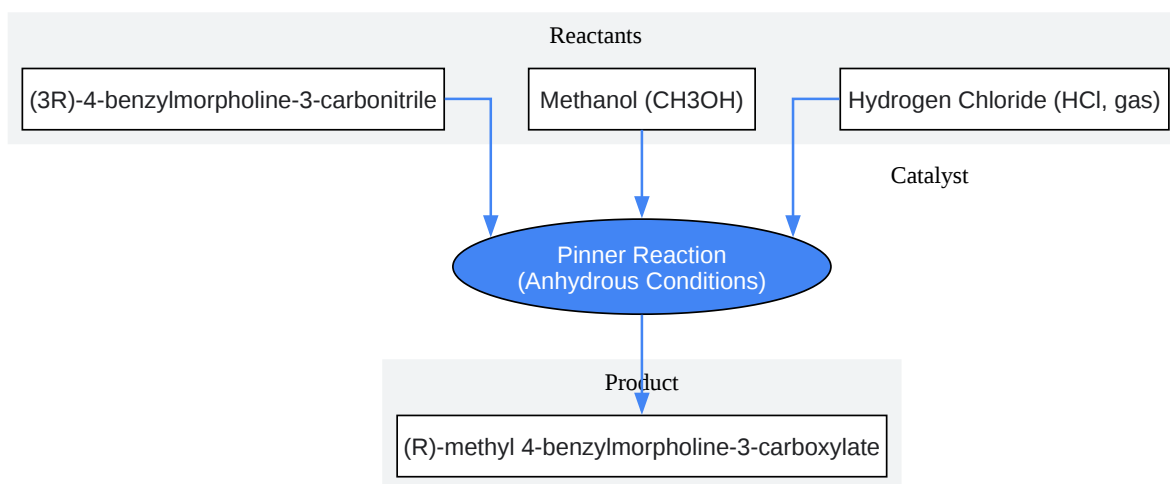 Reactants
(3R)-4-benzylmorpholine-3-carbonitrile
Methanol (CH3OH)
Hydrogen Chloride (HCl, gas)
Catalyst
Pinner Reaction
(Anhydrous Conditions)
Product
(R)-methyl 4-benzylmorpholine-3-carboxylate